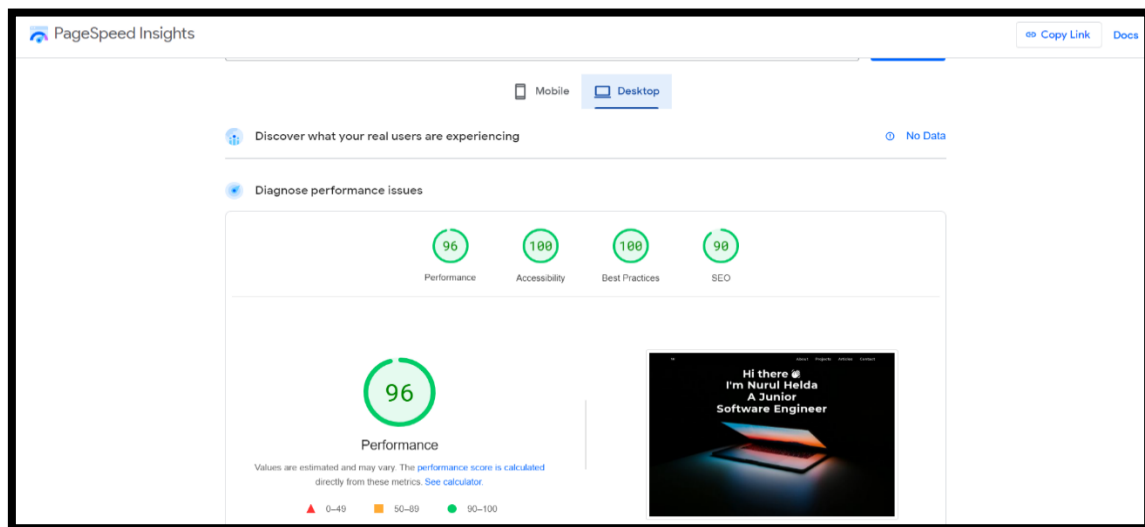 PageSpeed Insights
Copy Link Docs
Mobile Desktop
Discover what your real users are experiencing No Data
Diagnose performance issues
96 100 100 90
Performance Accessibility Best Practices SEO
96
Performance
Values are estimated and may vary. The performance score is calculated
directly from these metrics. See calculator.
0–49 50–89 90–100
About Projects Articles Contact
Hi there
I'm Nurul Helda
A Junior
Software Engineer